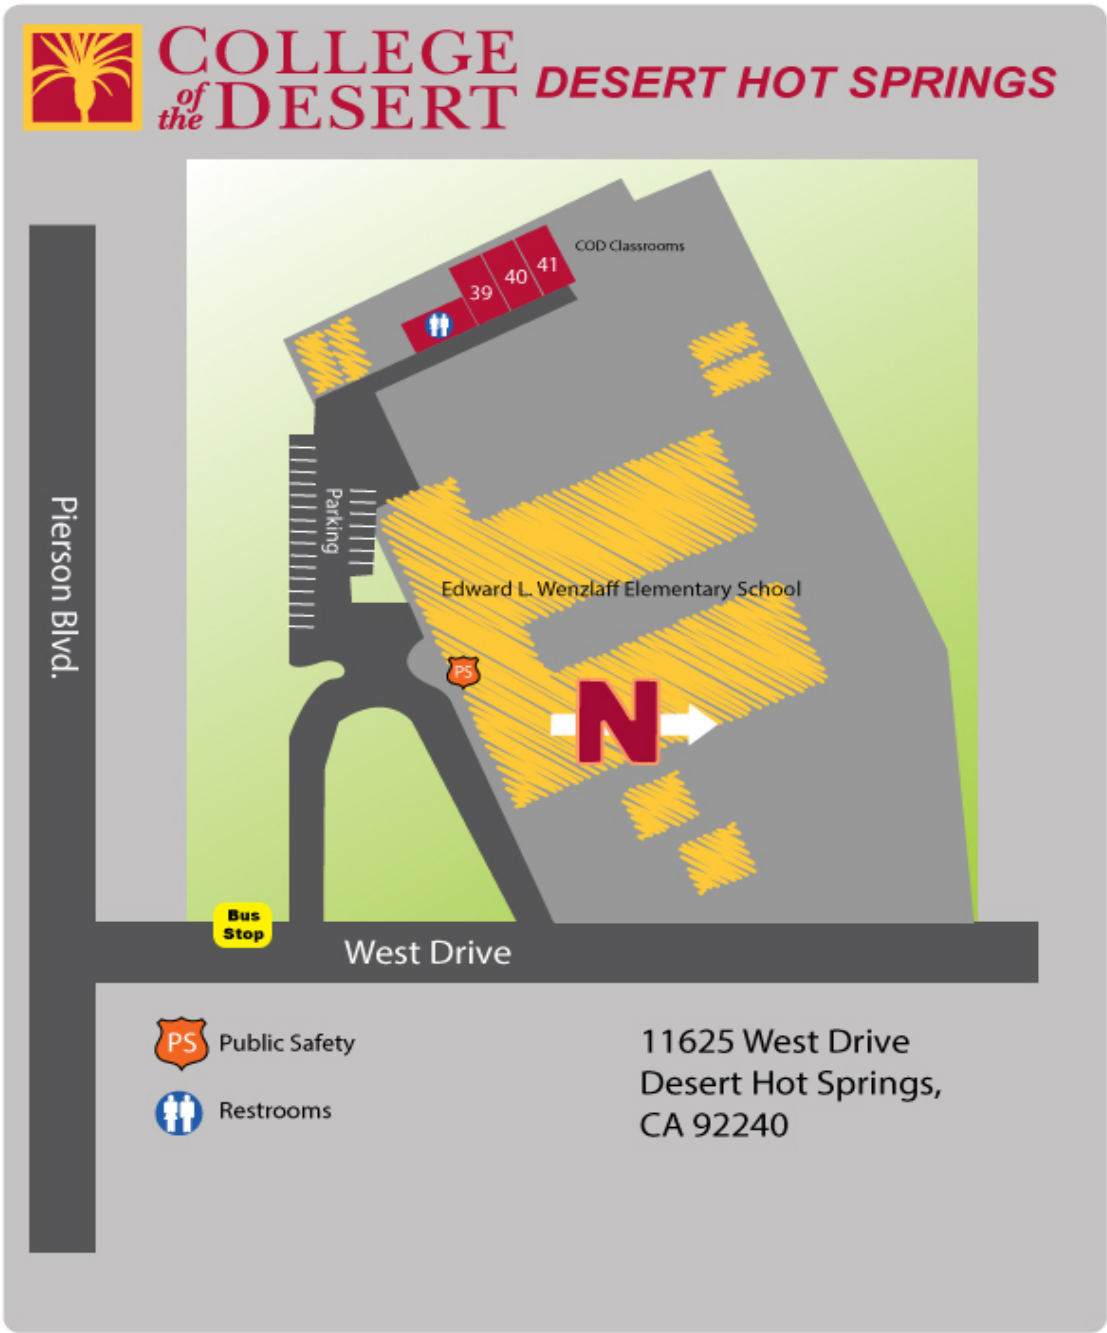 COLLEGE
of the DESERT
DESERT HOT SPRINGS
COD Classrooms
41
40
39
Parking
Pierson Blvd.
Edward L. Wenzlaff Elementary School
PS
N
Bus
Stop
West Drive
PS Public Safety
Restrooms
11625 West Drive
Desert Hot Springs,
CA 92240